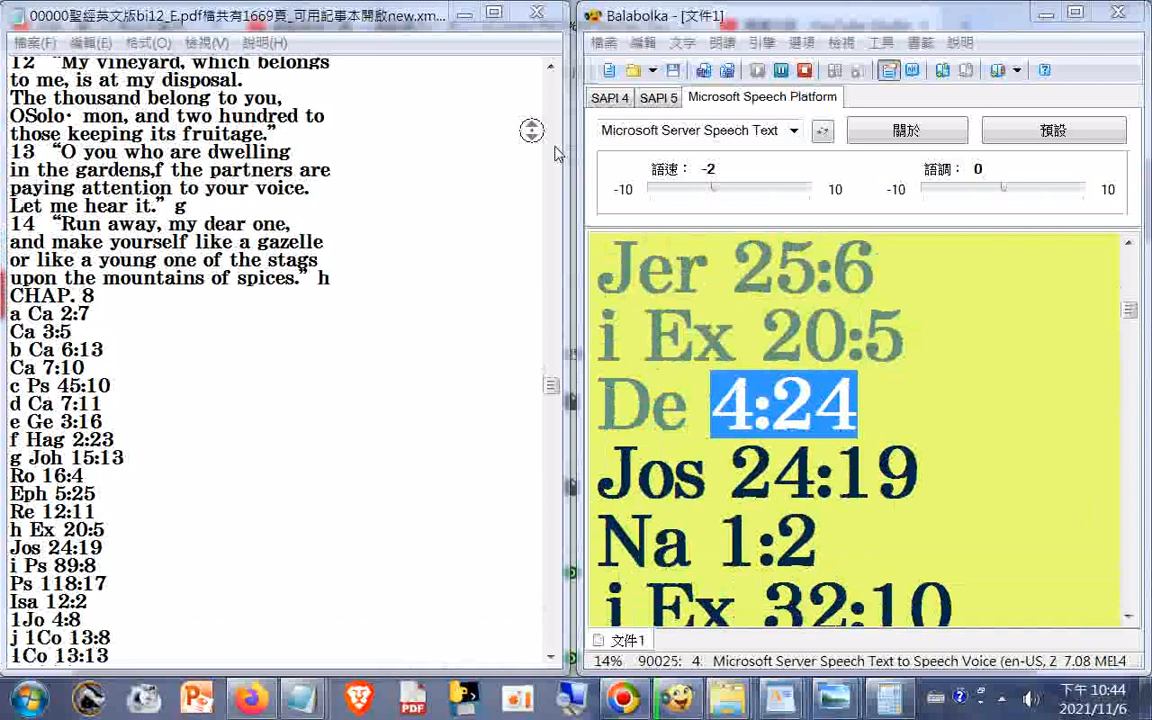 00000聖經英文版bi12_E.pdf檔共有1669頁_可用記事本開啟new.xm...
檔案(F) 編輯(E) 格式(O) 檢視(V) 說明(H)
12 “My vineyard, which belongs
to me, is at my disposal.
The thousand belong to you,
OSolo· mon, and two hundred to
those keeping its fruitage.”
13 “O you who are dwelling
in the gardens,f the partners are
paying attention to your voice.
Let me hear it.” g
14 “Run away, my dear one,
and make yourself like a gazelle
or like a young one of the stags
upon the mountains of spices.” h
CHAP. 8
a Ca 2:7
Ca 3:5
b Ca 6:13
Ca 7:10
c Ps 45:10
d Ca 7:11
e Ge 3:16
f Hag 2:23
g Joh 15:13
Ro 16:4
Eph 5:25
Re 12:11
h Ex 20:5
Jos 24:19
i Ps 89:8
Ps 118:17
Isa 12:2
1Jo 4:8
j 1Co 13:8
1Co 13:13
Balabolka - [文件1]
檔案 編輯 文字 朗讀 引擎 選項 檢視 工具 書籤 說明
SAPI 4 SAPI 5 Microsoft Speech Platform
Microsoft Server Speech Text 關於 預設
語速： -2 語調： 0
-10 10 -10 10
Jer 25:6
i Ex 20:5
De 4:24
Jos 24:19
Na 1:2
j Ex 32:10
文件1
14% 90025: 4: Microsoft Server Speech Text to Speech Voice (en-US, Z 7.08 MEL4
下午 10:44
2021/11/6